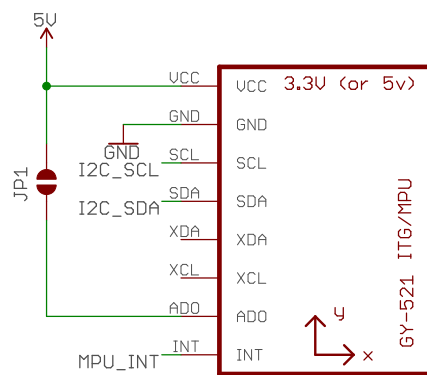 5V
VCC
VCC
3.3V (or 5v)
GND
GND
GND
SCL
SCL
I2C_SCL
JP1
SDA
SDA
I2C_SDA
XDA
XDA
XCL
XCL
GY-521 ITG/MPU
ADO
ADO
y
x
INT
INT
MPU_INT